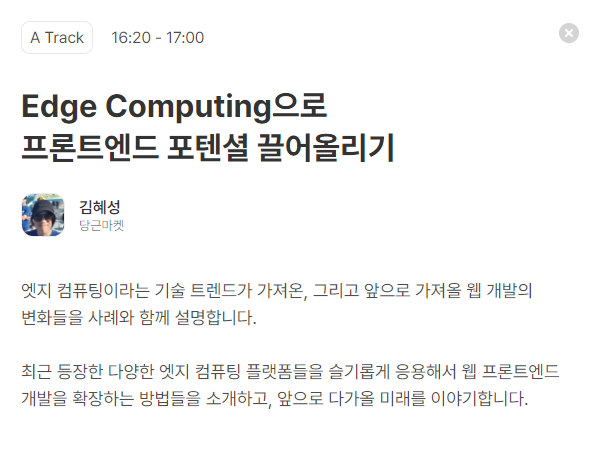 A Track
16:20 - 17:00
Edge Computing으로
프론트엔드 포텐셜 끌어올리기
김혜성
당근마켓
엣지 컴퓨팅이라는 기술 트렌드가 가져온, 그리고 앞으로 가져올 웹 개발의
변화들을 사례와 함께 설명합니다.
최근 등장한 다양한 엣지 컴퓨팅 플랫폼들을 슬기롭게 응용해서 웹 프론트엔드
개발을 확장하는 방법들을 소개하고, 앞으로 다가올 미래를 이야기합니다.